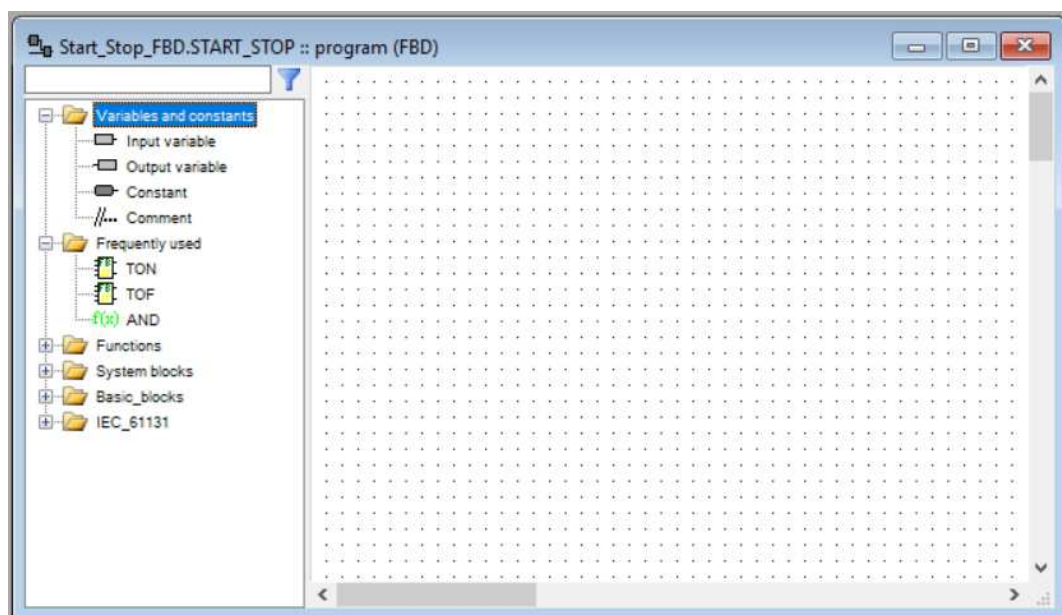 Start_Stop_FBD.START_STOP :: program (FBD)
Variables and constants
Input variable
Output variable
Constant
//... Comment
Frequently used
TON
TOF
f(x) AND
Functions
System blocks
Basic_blocks
IEC_61131